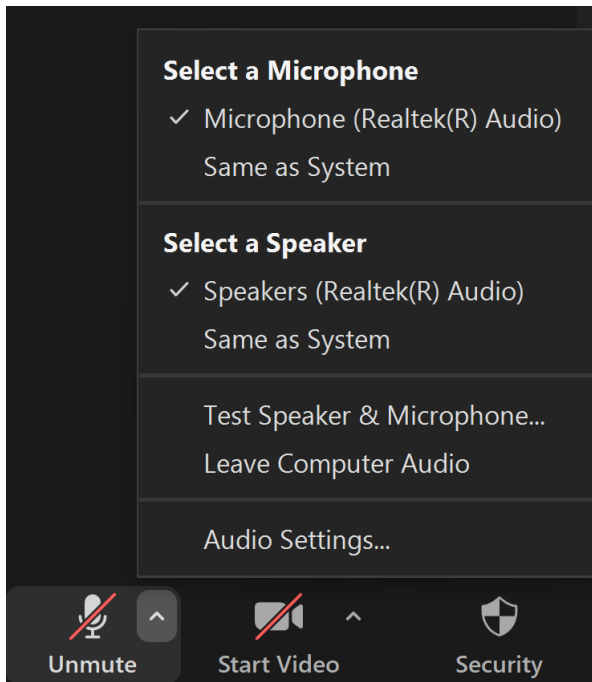 Select a Microphone
Microphone (Realtek(R) Audio)
Same as System
Select a Speaker
Speakers (Realtek(R) Audio)
Same as System
Test Speaker & Microphone...
Leave Computer Audio
Audio Settings...
Unmute
Start Video
Security